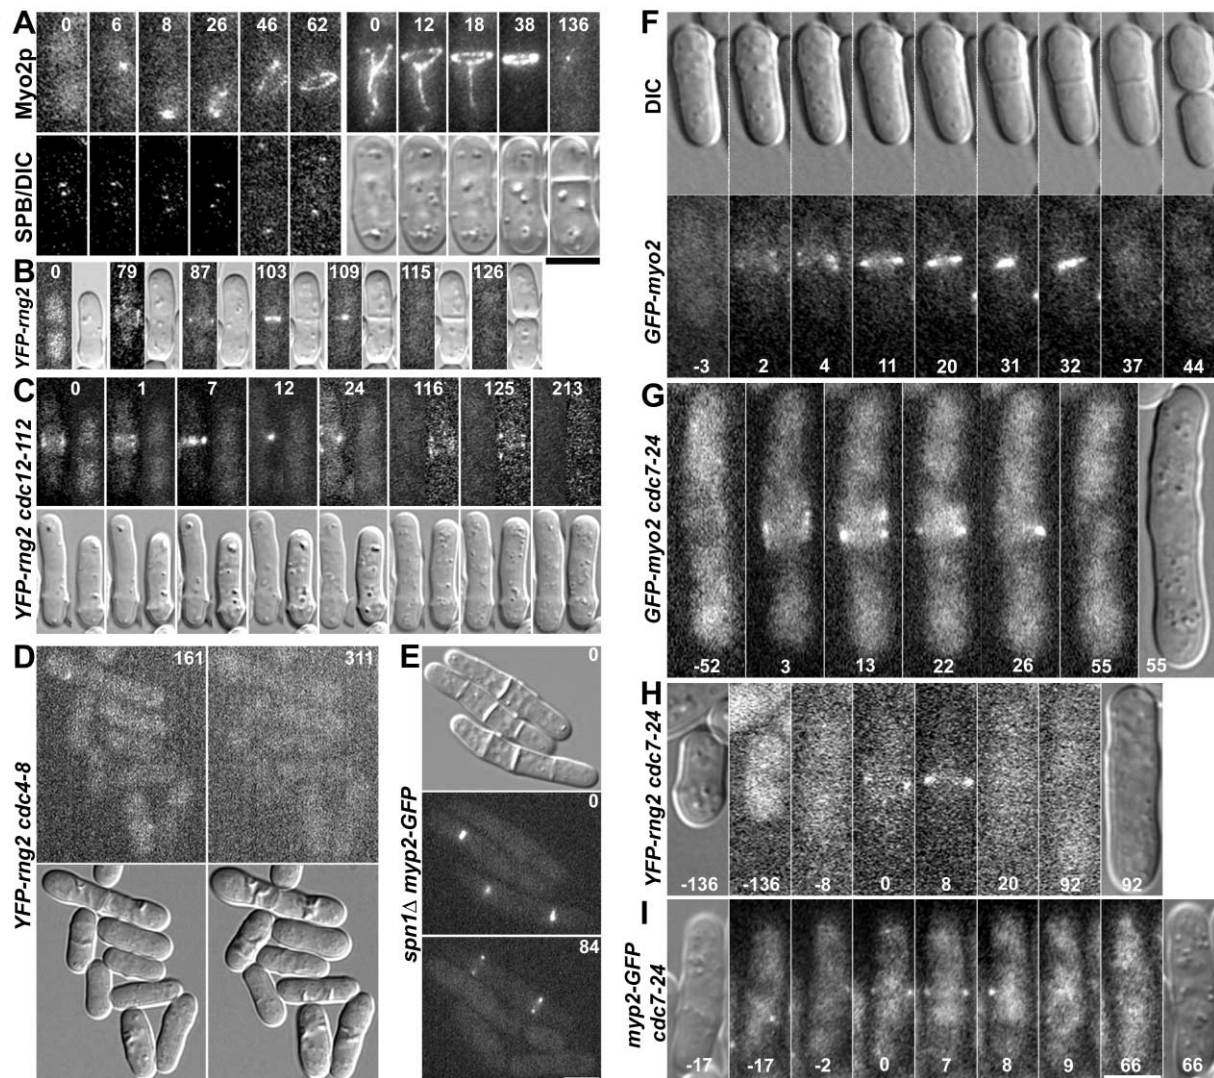 A
Myo2p
0 6 8 26 46 62 0 12 18 38 136
SPB/DIC
B
YFP-rng2
0 79 87 103 109 115 126
C
YFP-rng2 cdc12-112
0 1 7 12 24 116 125 213
D
YFP-rng2 cdc4-8
161 311
E
spn1Δ myp2-GFP
0
0
84
F
DIC
GFP-myo2
-3 2 4 11 20 31 32 37 44
G
GFP-myo2 cdc7-24
-52 3 13 22 26 55 55
H
YFP-rng2 cdc7-24
-136 -136 -8 0 8 20 92 92
I
myp2-GFP
cdc7-24
-17 -17 -2 0 7 8 9 66 66